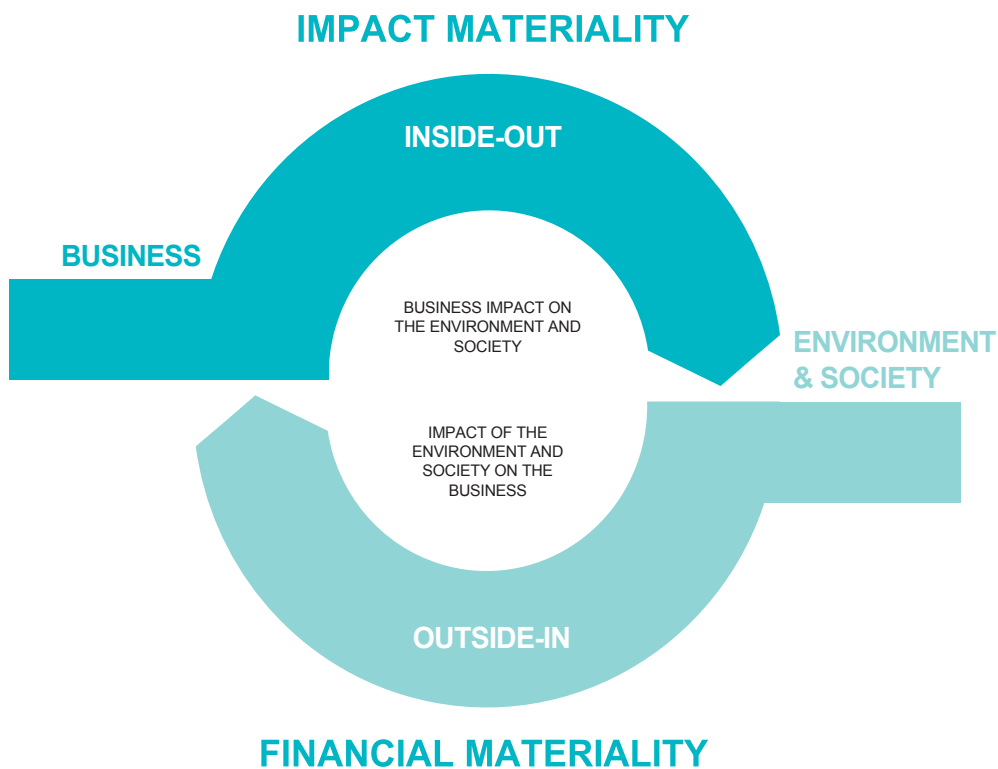 IMPACT MATERIALITY
INSIDE-OUT
BUSINESS
BUSINESS IMPACT ON
THE ENVIRONMENT AND
SOCIETY
ENVIRONMENT
& SOCIETY
IMPACT OF THE
ENVIRONMENT AND
SOCIETY ON THE
BUSINESS
OUTSIDE-IN
FINANCIAL MATERIALITY